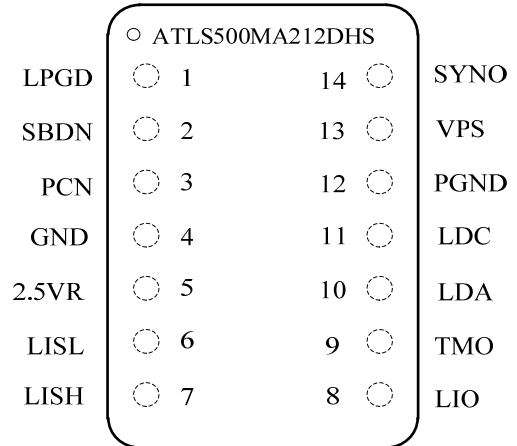 ATLS500MA212DHS
LPGD 1 14 SYNO
SBDN 2 13 VPS
PCN 3 12 PGND
GND 4 11 LDC
2.5VR 5 10 LDA
LISL 6 9 TMO
LISH 7 8 LIO